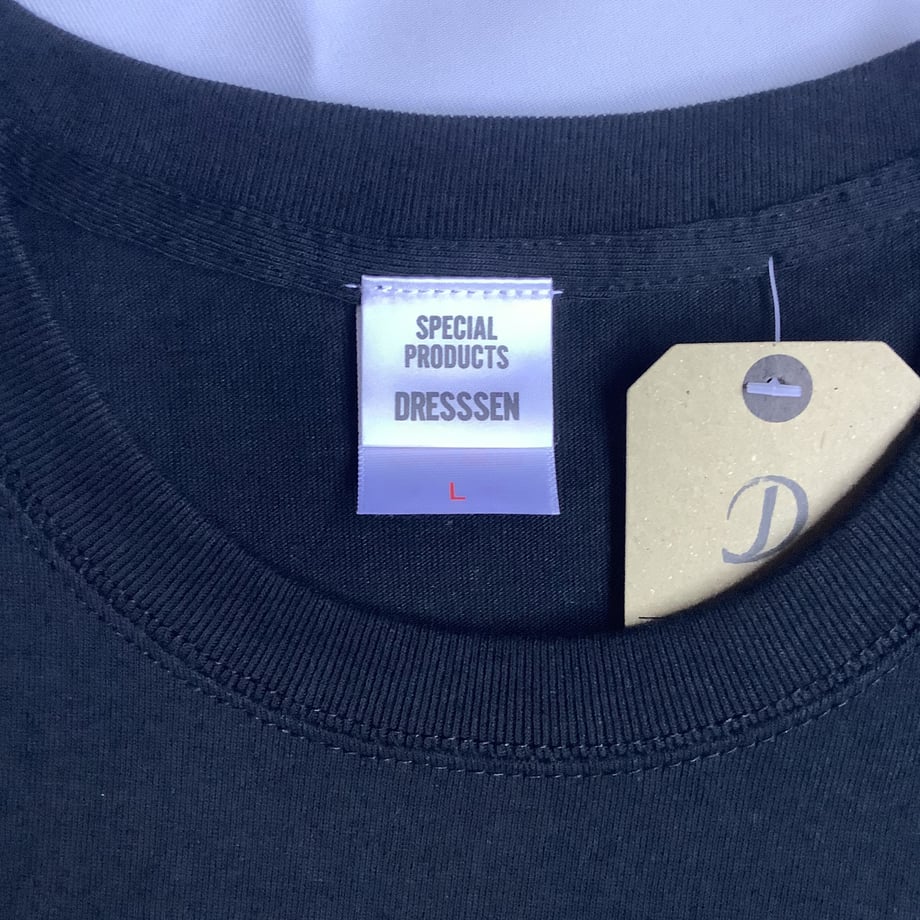 SPECIAL
PRODUCTS
DRESSSEN
L
D